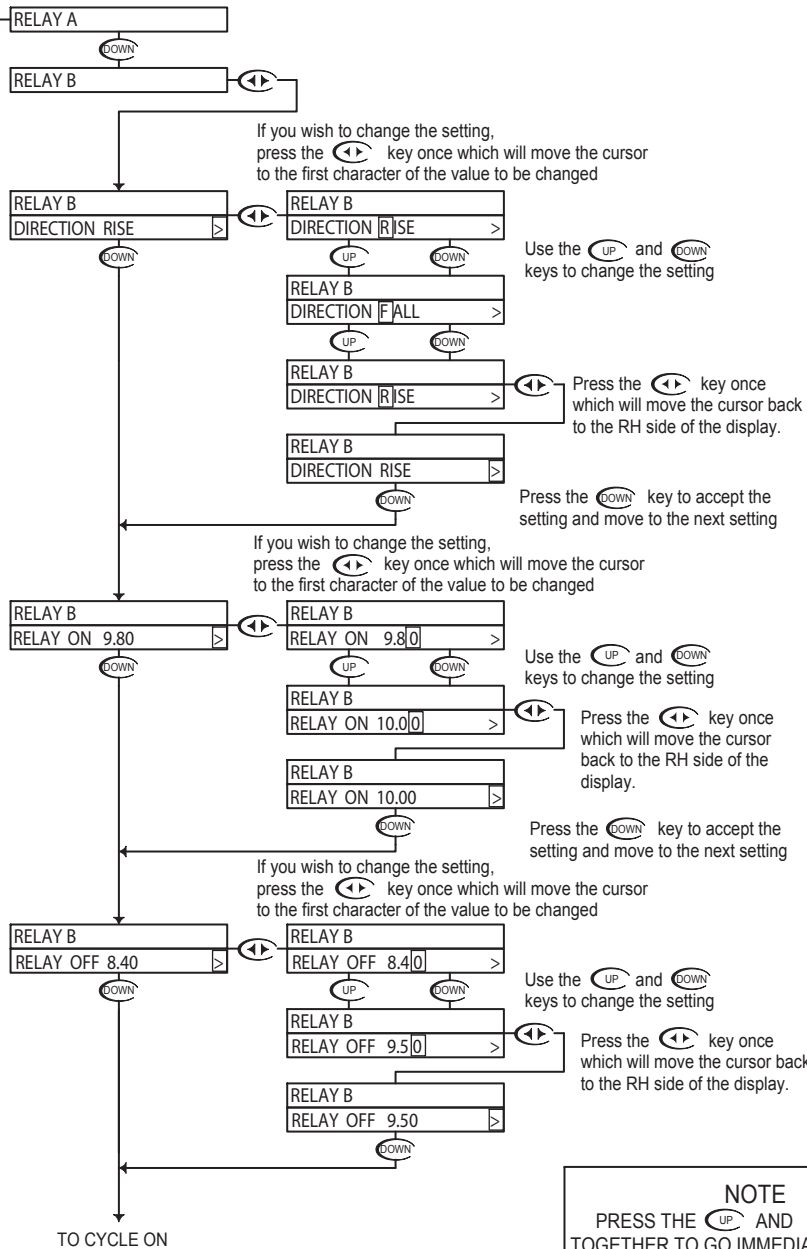 RELAY A
DOWN
RELAY B
If you wish to change the setting,
press the key once which will move the cursor
to the first character of the value to be changed
RELAY B
DIRECTION RISE >
DOWN
RELAY B
DIRECTION RISE >
UP DOWN
Use the UP and DOWN
keys to change the setting
RELAY B
DIRECTION FALL >
UP DOWN
RELAY B
DIRECTION RISE >
Press the key once
which will move the cursor back
to the RH side of the display.
RELAY B
DIRECTION RISE >
DOWN
Press the DOWN key to accept the
setting and move to the next setting
If you wish to change the setting,
press the key once which will move the cursor
to the first character of the value to be changed
RELAY B
RELAY ON 9.80 >
DOWN
RELAY B
RELAY ON 9.80 >
UP DOWN
Use the UP and DOWN
keys to change the setting
RELAY B
RELAY ON 10.00 >
Press the key once
which will move the cursor
back to the RH side of the
display.
RELAY B
RELAY ON 10.00 >
DOWN
Press the DOWN key to accept the
setting and move to the next setting
If you wish to change the setting,
press the key once which will move the cursor
to the first character of the value to be changed
RELAY B
RELAY OFF 8.40 >
DOWN
RELAY B
RELAY OFF 8.40 >
UP DOWN
Use the UP and DOWN
keys to change the setting
RELAY B
RELAY OFF 9.50 >
Press the key once
which will move the cursor back
to the RH side of the display.
RELAY B
RELAY OFF 9.50 >
DOWN
TO CYCLE ON
NOTE
PRESS THE UP AND
TOGETHER TO GO